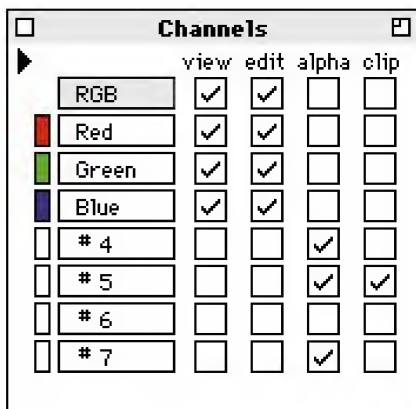 Channels
view edit alpha clip
RGB
Red
Green
Blue
# 4
# 5
# 6
# 7